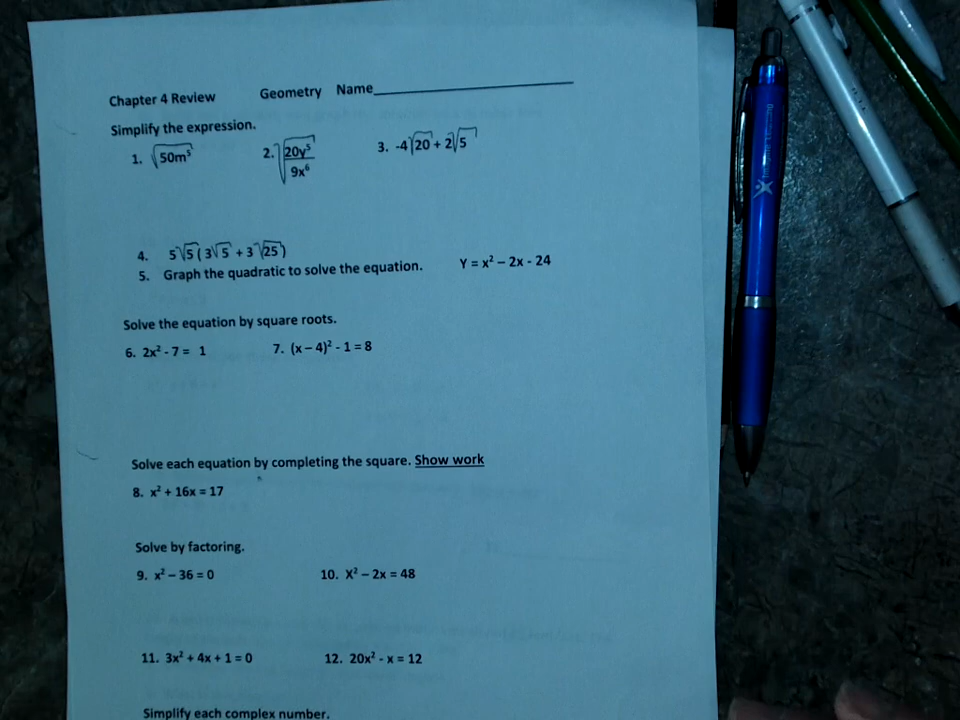 Chapter 4 Review Geometry Name
Simplify the expression.
1. √50m⁵ 2. √20y⁵/9x⁶ 3. -4√20 + 2√5
4. 5√5 ( 3√5 + 3√25 )
5. Graph the quadratic to solve the equation. Y = x² – 2x - 24
Solve the equation by square roots.
6. 2x² - 7 = 1 7. (x – 4)² - 1 = 8
Solve each equation by completing the square. Show work
8. x² + 16x = 17
Solve by factoring.
9. x² – 36 = 0 10. X² – 2x = 48
11. 3x² + 4x + 1 = 0 12. 20x² - x = 12
Simplify each complex number.